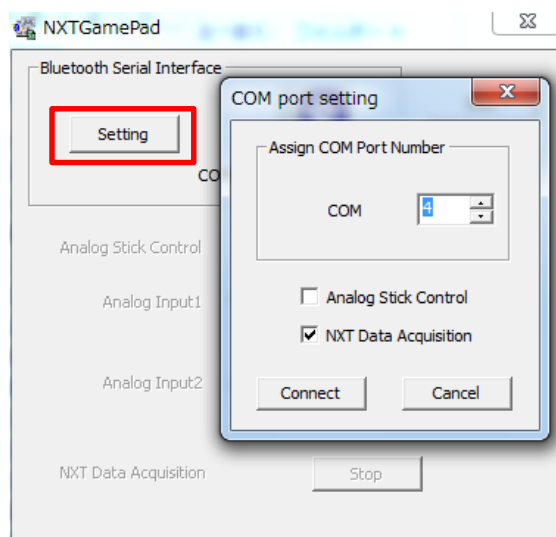 NXTGamePad
Bluetooth Serial Interface
Setting
CO
Analog Stick Control
Analog Input1
Analog Input2
NXT Data Acquisition
Stop
COM port setting
Assign COM Port Number
COM 4
Analog Stick Control
NXT Data Acquisition
Connect Cancel